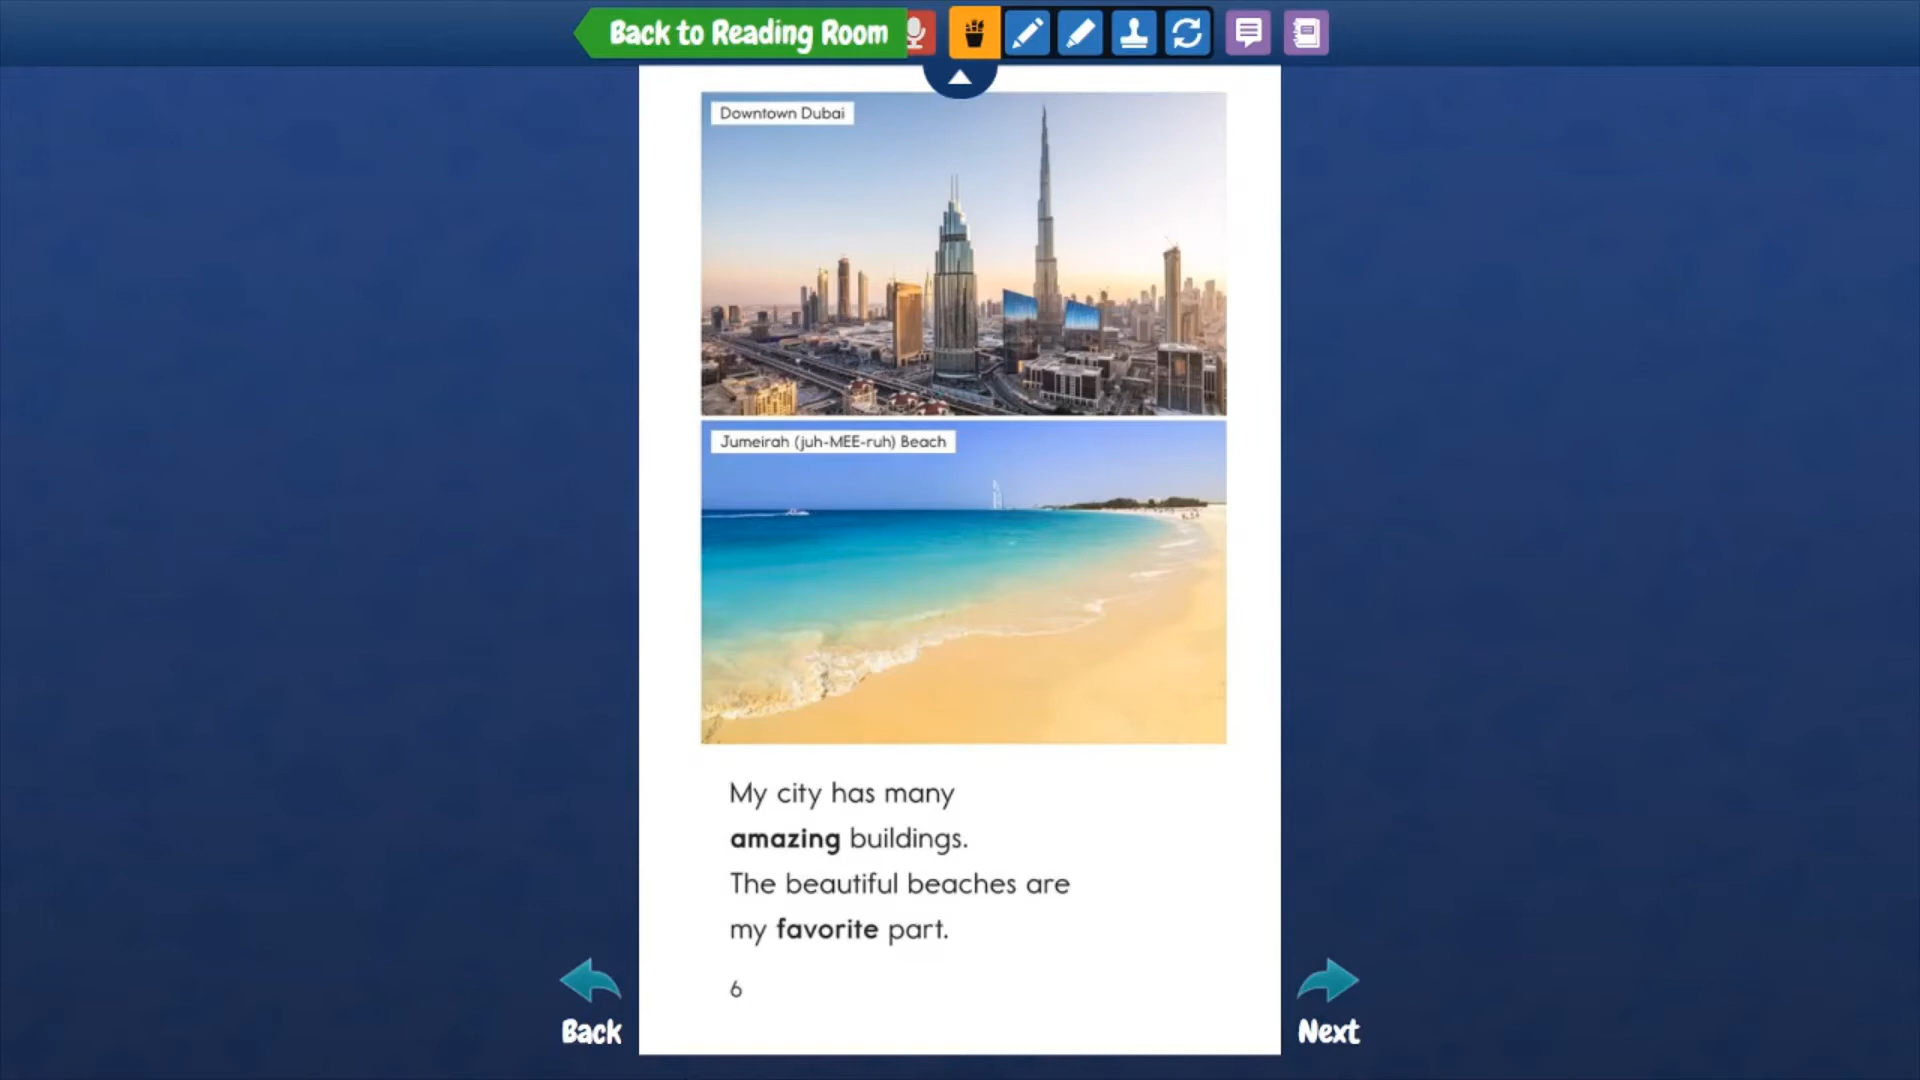 Back to Reading Room
Downtown Dubai
Jumeirah (juh-MEE-ruh) Beach
My city has many
amazing buildings.
The beautiful beaches are
my favorite part.
6
Back
Next